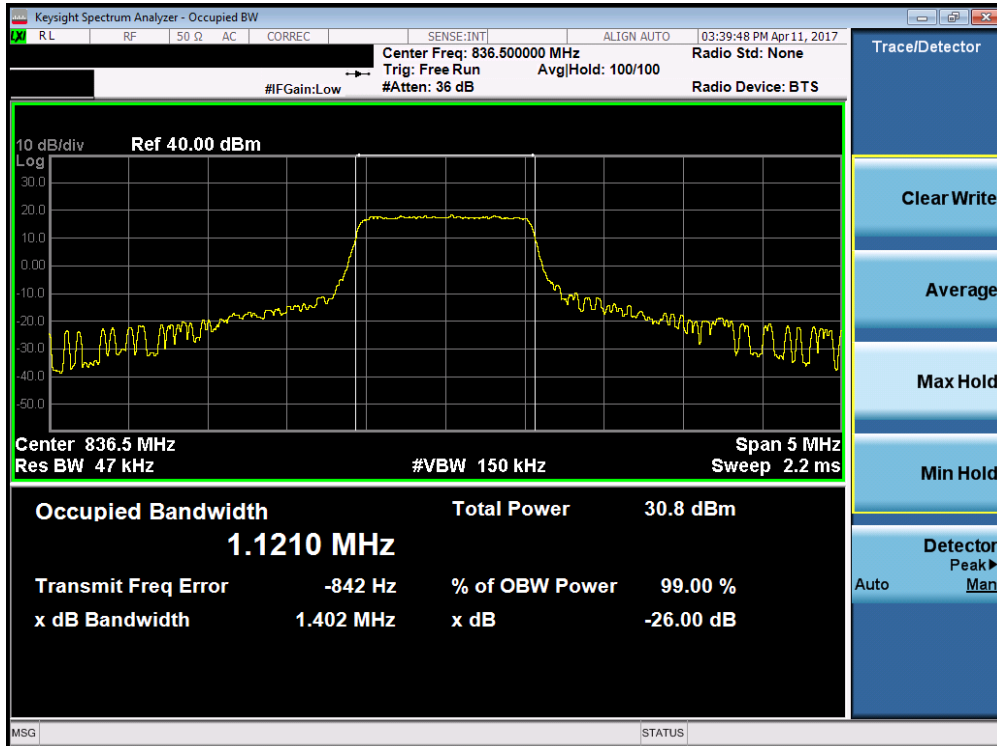 Keysight Spectrum Analyzer - Occupied BW
LXI RL RF 50 Ω AC CORREC SENSE:INT ALIGN AUTO 03:39:48 PM Apr 11, 2017
Center Freq: 836.500000 MHz Radio Std: None
Trig: Free Run Avg|Hold: 100/100
#IFGain:Low #Atten: 36 dB Radio Device: BTS
Trace/Detector
10 dB/div Ref 40.00 dBm
Log
30.0
20.0
10.0
0.00
-10.0
-20.0
-30.0
-40.0
-50.0
Center 836.5 MHz Span 5 MHz
Res BW 47 kHz #VBW 150 kHz Sweep 2.2 ms
Occupied Bandwidth Total Power 30.8 dBm
1.1210 MHz
Transmit Freq Error -842 Hz % of OBW Power 99.00 %
x dB Bandwidth 1.402 MHz x dB -26.00 dB
Clear Write
Average
Max Hold
Min Hold
Detector
Peak▶
Auto Man
MSG STATUS